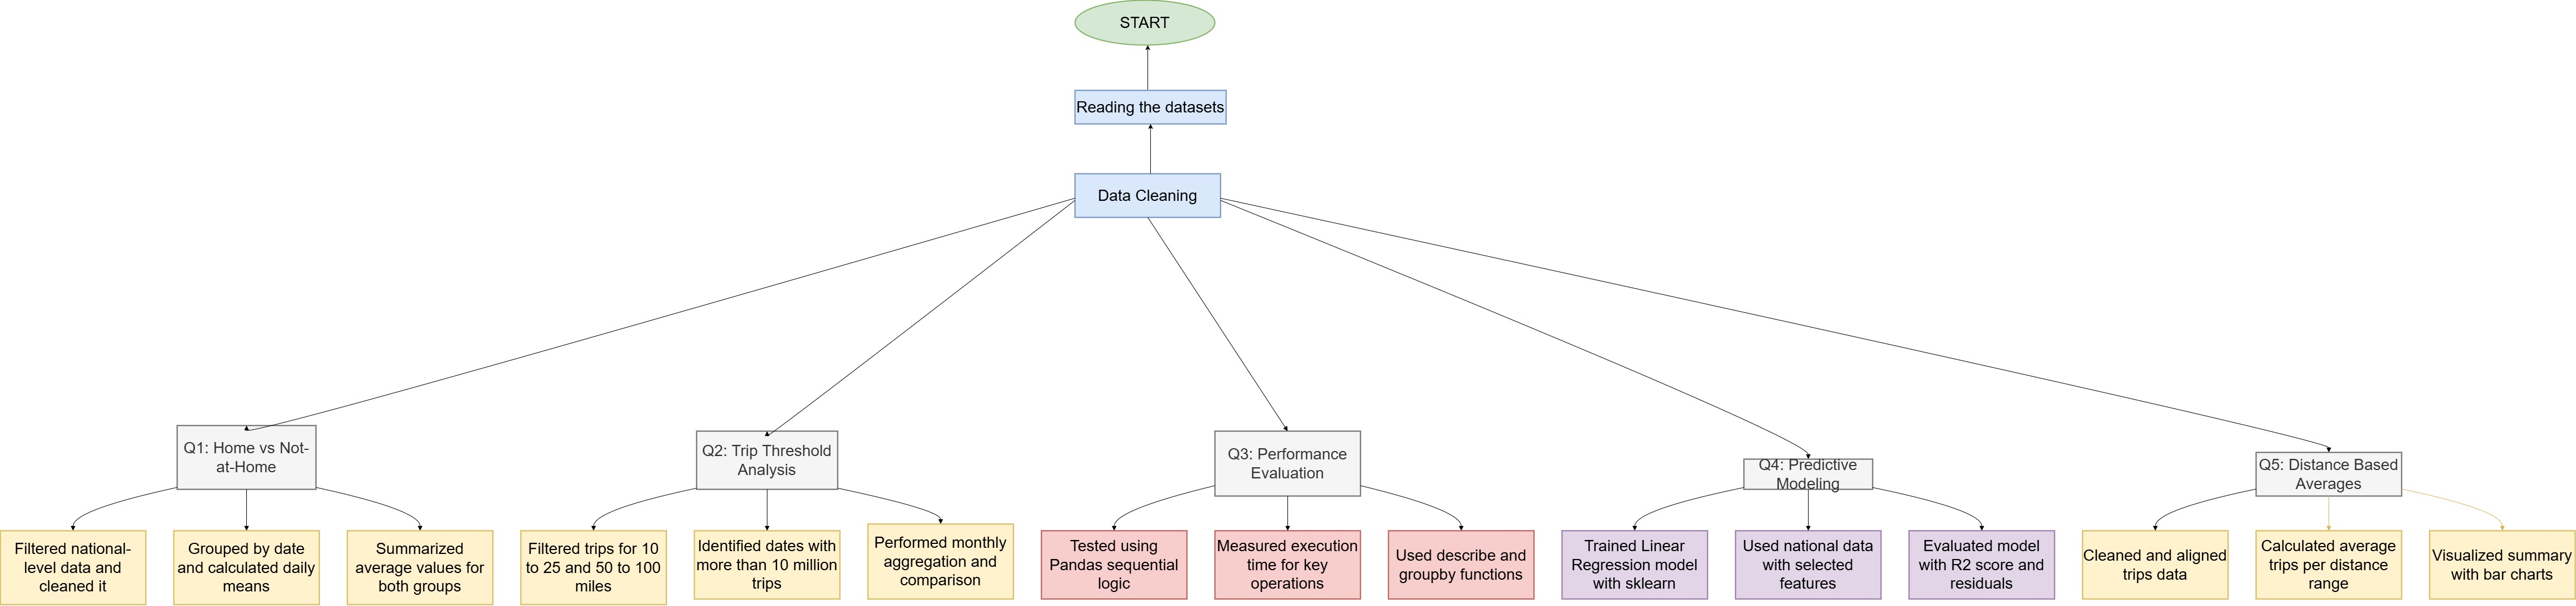 START
Reading the datasets
Data Cleaning
Q1: Home vs Not-
at-Home
Q2: Trip Threshold
Analysis
Q3: Performance
Evaluation
Q4: Predictive
Modeling
Q5: Distance Based
Averages
Filtered national-
level data and
cleaned it
Grouped by date
and calculated daily
means
Summarized
average values for
both groups
Filtered trips for 10
to 25 and 50 to 100
miles
Identified dates with
more than 10 million
trips
Performed monthly
aggregation and
comparison
Tested using
Pandas sequential
logic
Measured execution
time for key
operations
Used describe and
groupby functions
Trained Linear
Regression model
with sklearn
Used national data
with selected
features
Evaluated model
with R2 score and
residuals
Cleaned and aligned
trips data
Calculated average
trips per distance
range
Visualized summary
with bar charts